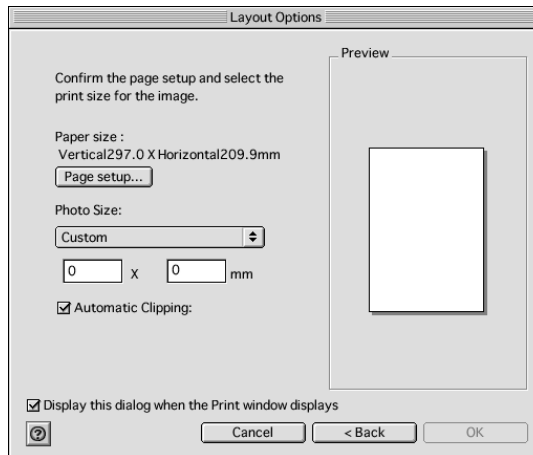 Layout Options
Preview
Confirm the page setup and select the
print size for the image.
Paper size :
Vertical297.0 X Horizontal209.9mm
Page setup...
Photo Size:
Custom
0 X 0 mm
Automatic Clipping:
Display this dialog when the Print window displays
? Cancel < Back OK